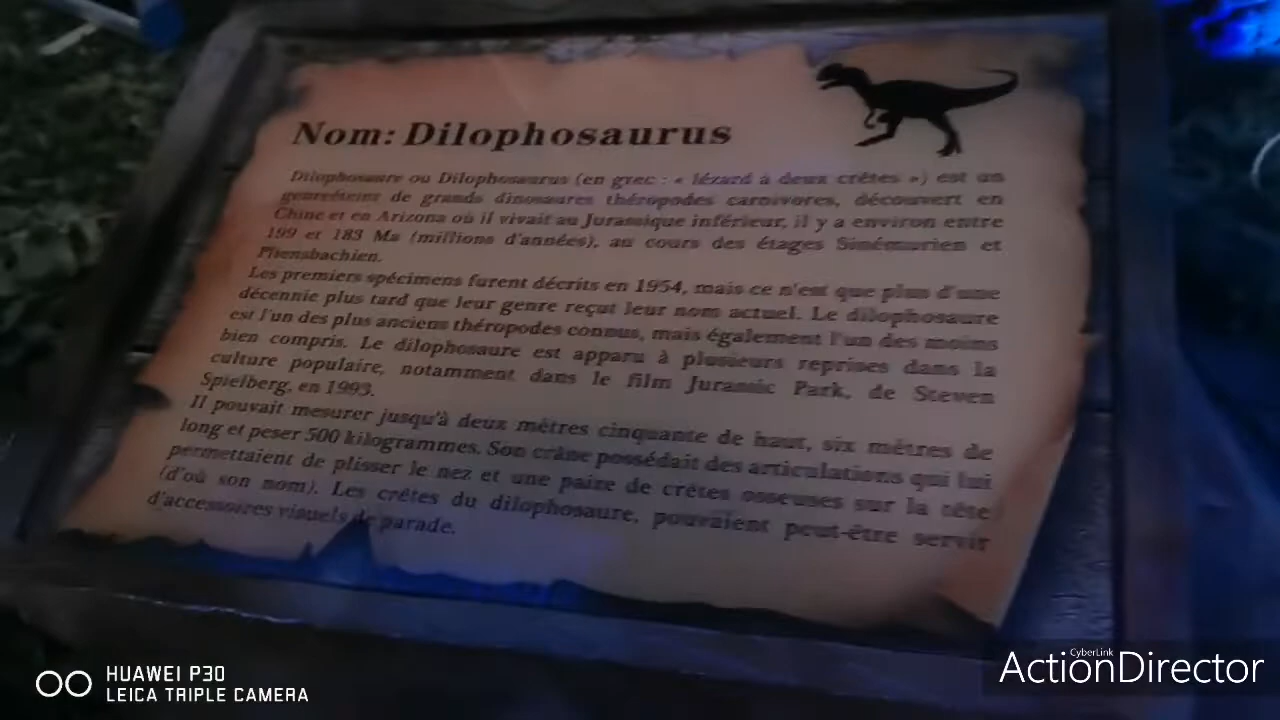 Nom: Dilophosaurus
Dilophosaure ou Dilophosaurus (en grec : « lézard à deux crêtes ») est un
genre éteint de grands dinosaures théropodes carnivores, découvert en
Chine et en Arizona où il vivait au Jurassique inférieur, il y a environ entre
199 et 183 Ma (millions d'années), au cours des étages Sinémurien et
Pliensbachien.
Les premiers spécimens furent décrits en 1954, mais ce n'est que plus d'une
décennie plus tard que leur genre reçut leur nom actuel. Le dilophosaure
est l'un des plus anciens théropodes connus, mais également l'un des moins
bien compris. Le dilophosaure est apparu à plusieurs reprises dans la
culture populaire, notamment dans le film Jurassic Park, de Steven
Spielberg, en 1993.
Il pouvait mesurer jusqu'à deux mètres cinquante de haut, six mètres de
long et peser 500 kilogrammes. Son crâne possédait des articulations qui lui
permettaient de plisser le nez et une paire de crêtes osseuses sur la tête
(d'où son nom). Les crêtes du dilophosaure, pouvaient peut-être servir
d'accessoires visuels de parade.
HUAWEI P30
LEICA TRIPLE CAMERA
CyberLink
ActionDirector